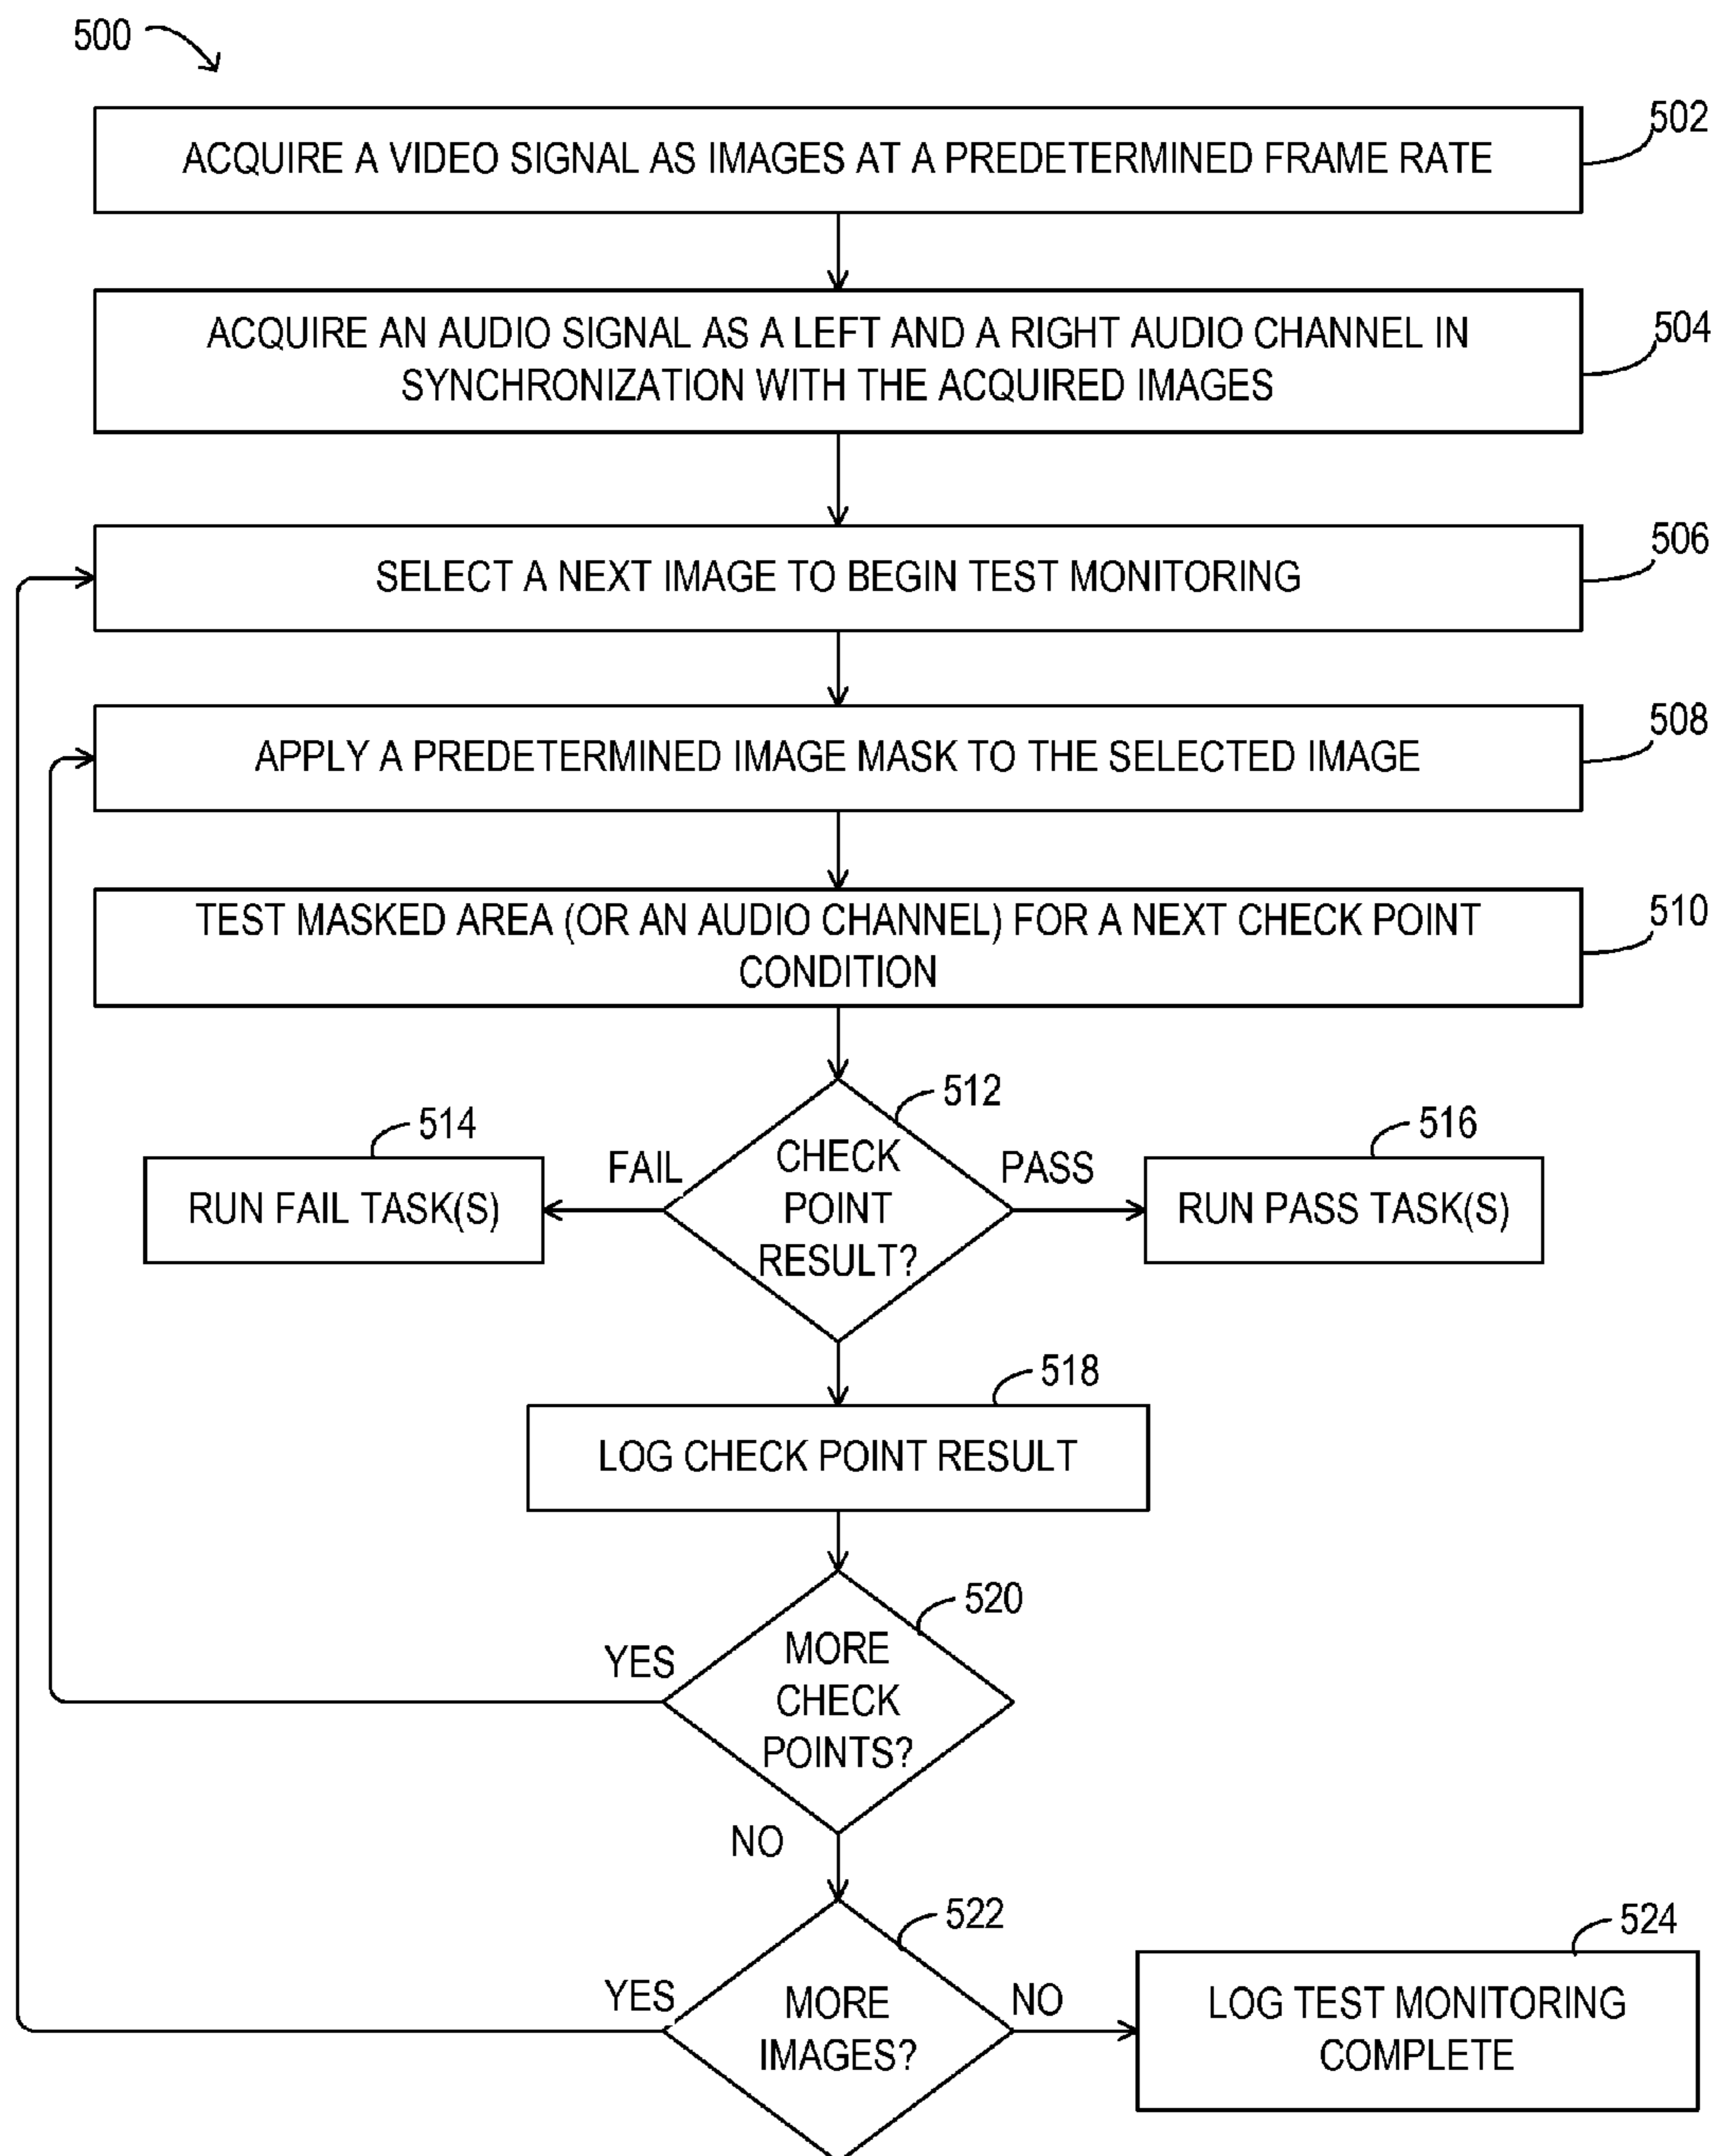 500
502
ACQUIRE A VIDEO SIGNAL AS IMAGES AT A PREDETERMINED FRAME RATE
504
ACQUIRE AN AUDIO SIGNAL AS A LEFT AND A RIGHT AUDIO CHANNEL IN
SYNCHRONIZATION WITH THE ACQUIRED IMAGES
506
SELECT A NEXT IMAGE TO BEGIN TEST MONITORING
508
APPLY A PREDETERMINED IMAGE MASK TO THE SELECTED IMAGE
510
TEST MASKED AREA (OR AN AUDIO CHANNEL) FOR A NEXT CHECK POINT
CONDITION
512
CHECK
POINT
RESULT?
FAIL
514
RUN FAIL TASK(S)
PASS
516
RUN PASS TASK(S)
518
LOG CHECK POINT RESULT
520
MORE
CHECK
POINTS?
YES
NO
522
MORE
IMAGES?
YES
NO
524
LOG TEST MONITORING
COMPLETE